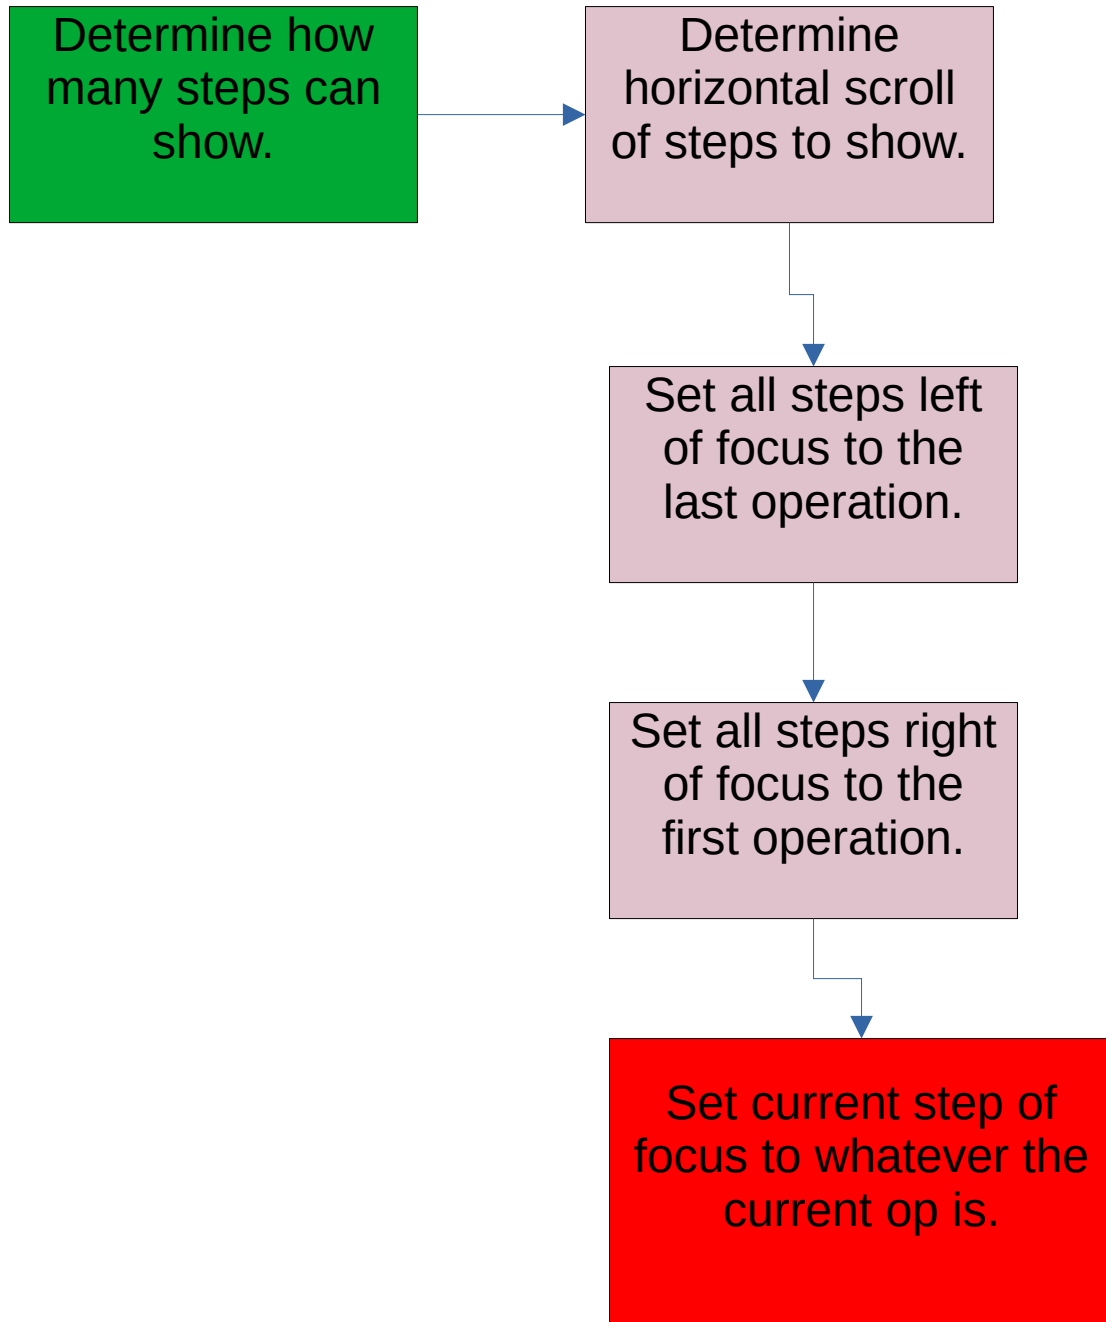 Determine how
many steps can
show.
Determine
horizontal scroll
of steps to show.
Set all steps left
of focus to the
last operation.
Set all steps right
of focus to the
first operation.
Set current step of
focus to whatever the
current op is.